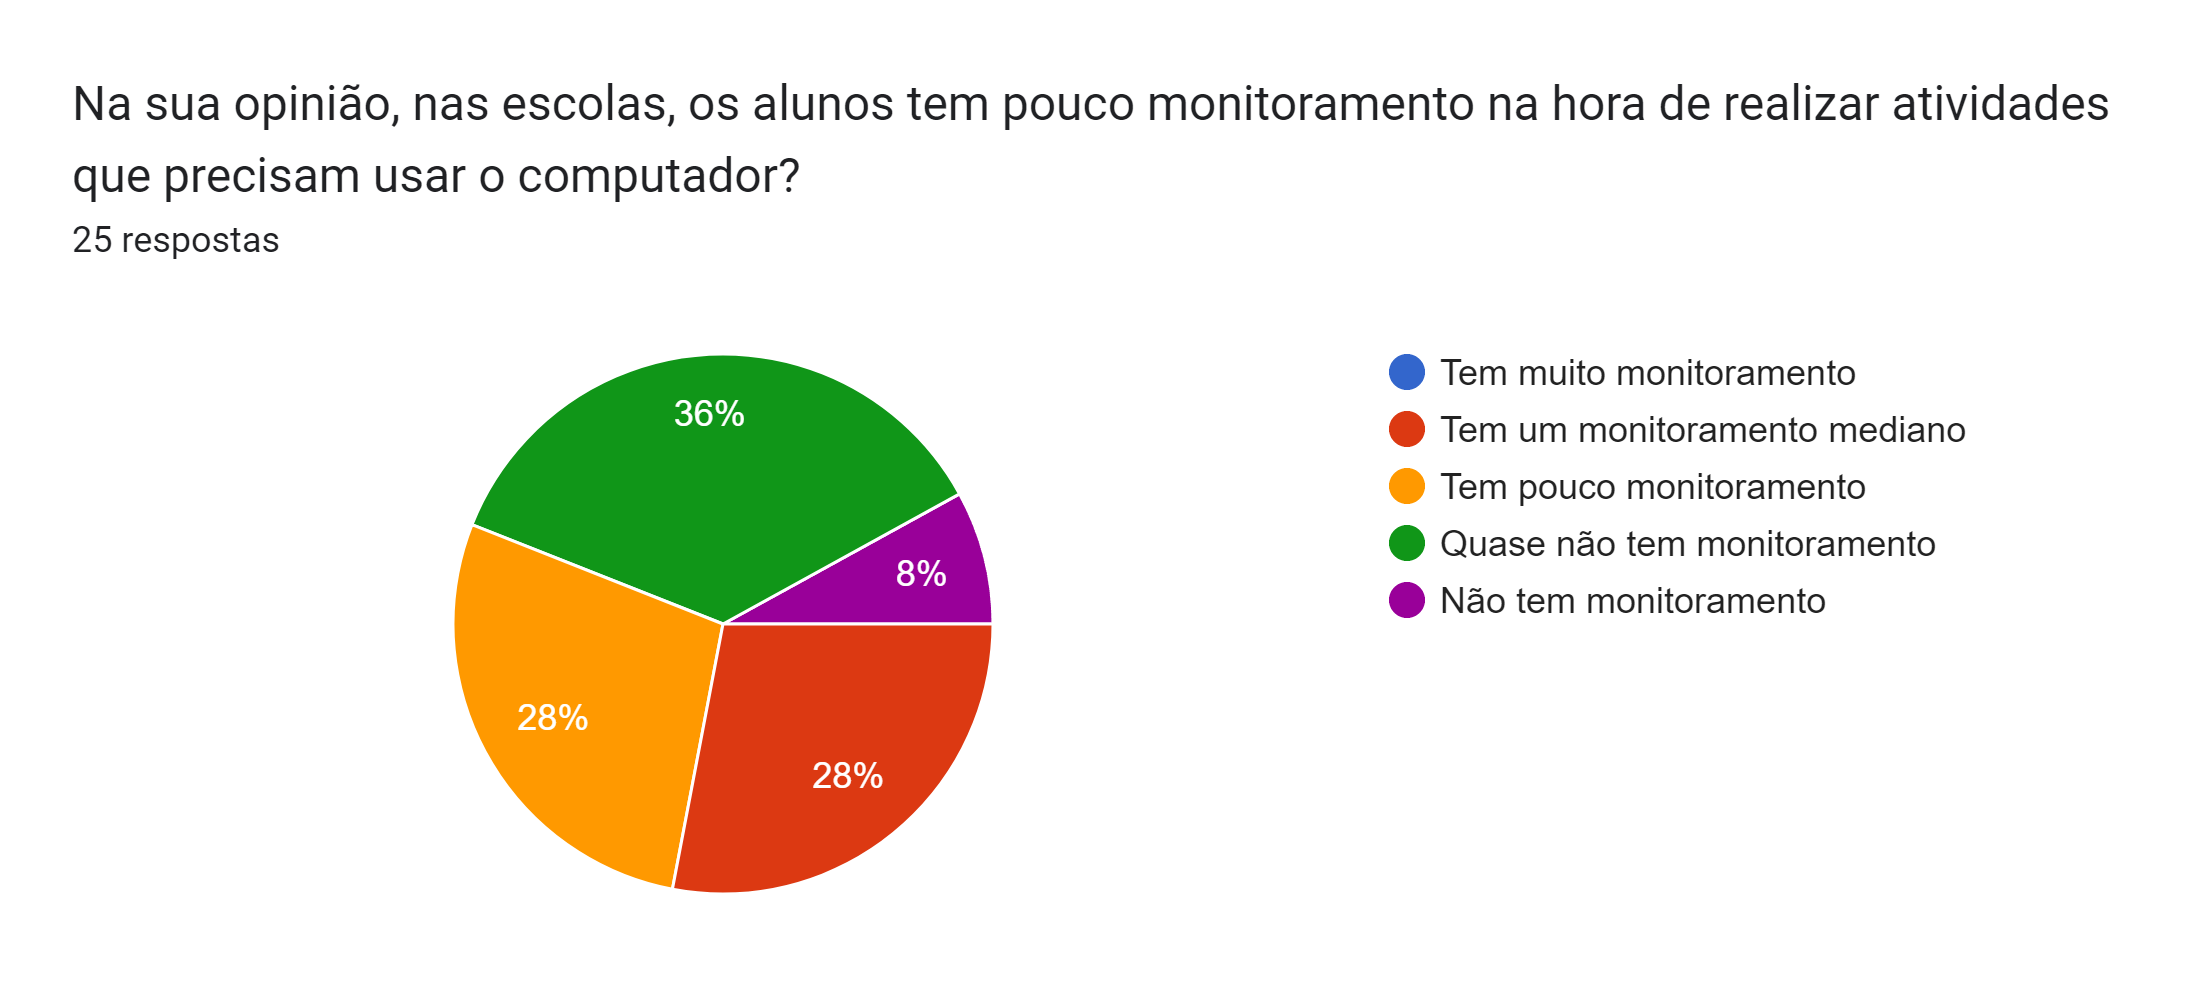 Na sua opinião, nas escolas, os alunos tem pouco monitoramento na hora de realizar atividades
que precisam usar o computador?
25 respostas
36%
8%
28%
28%
Tem muito monitoramento
Tem um monitoramento mediano
Tem pouco monitoramento
Quase não tem monitoramento
Não tem monitoramento